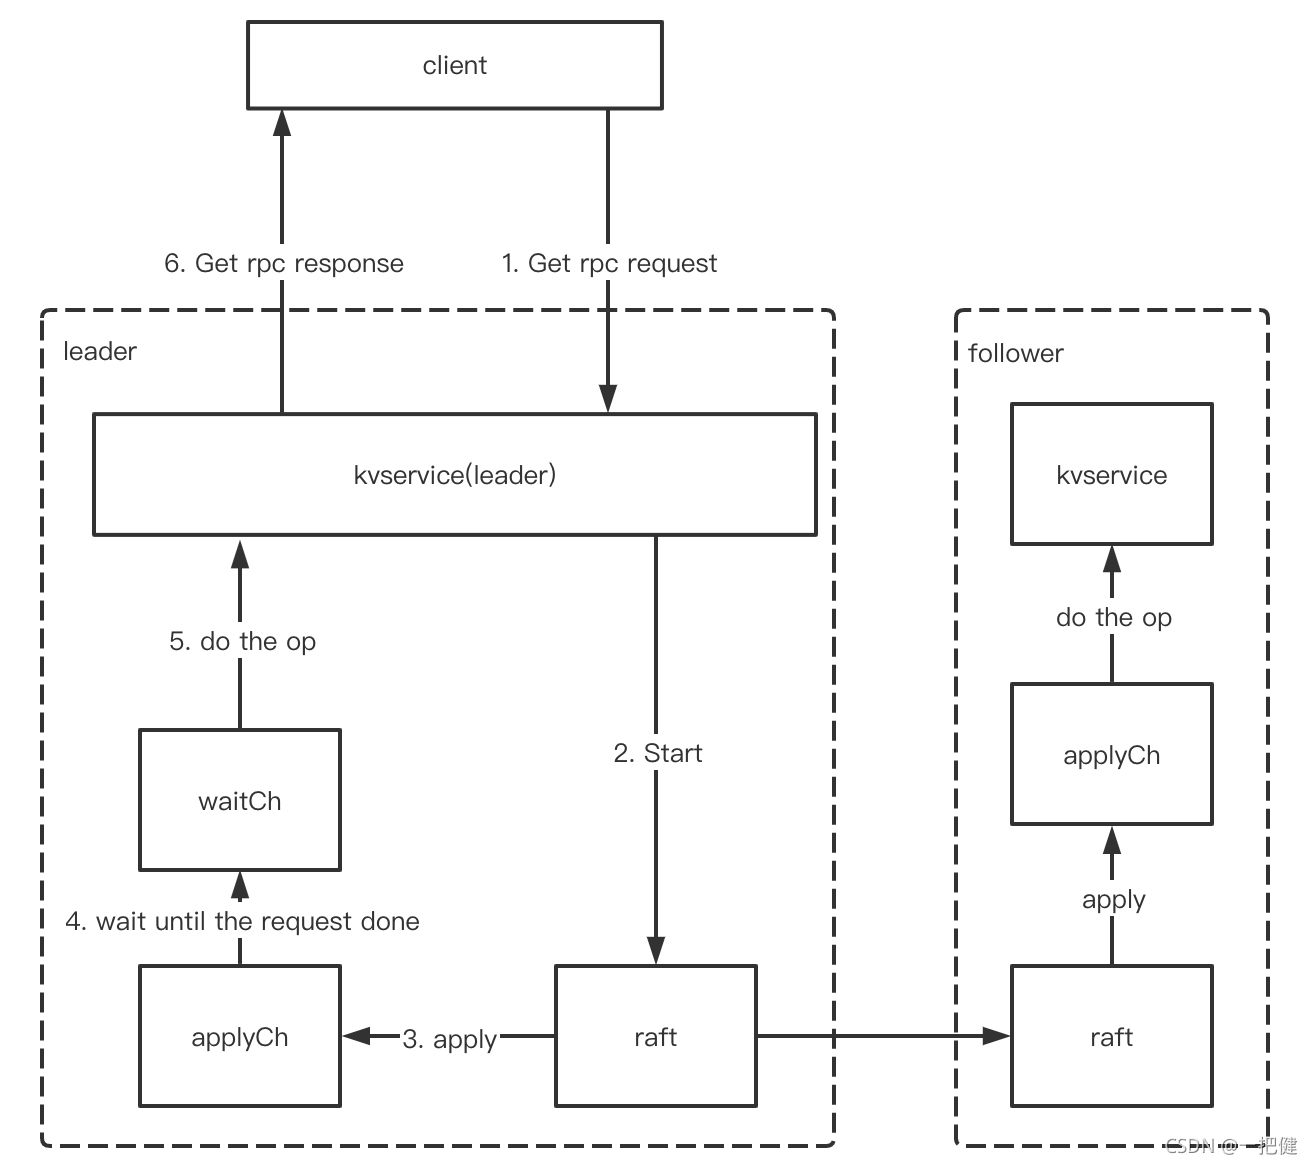 client
6. Get rpc response
1. Get rpc request
leader
follower
kvservice(leader)
kvservice
5. do the op
do the op
2. Start
waitCh
applyCh
4. wait until the request done
apply
applyCh
3. apply
raft
raft
CSDN @一把健